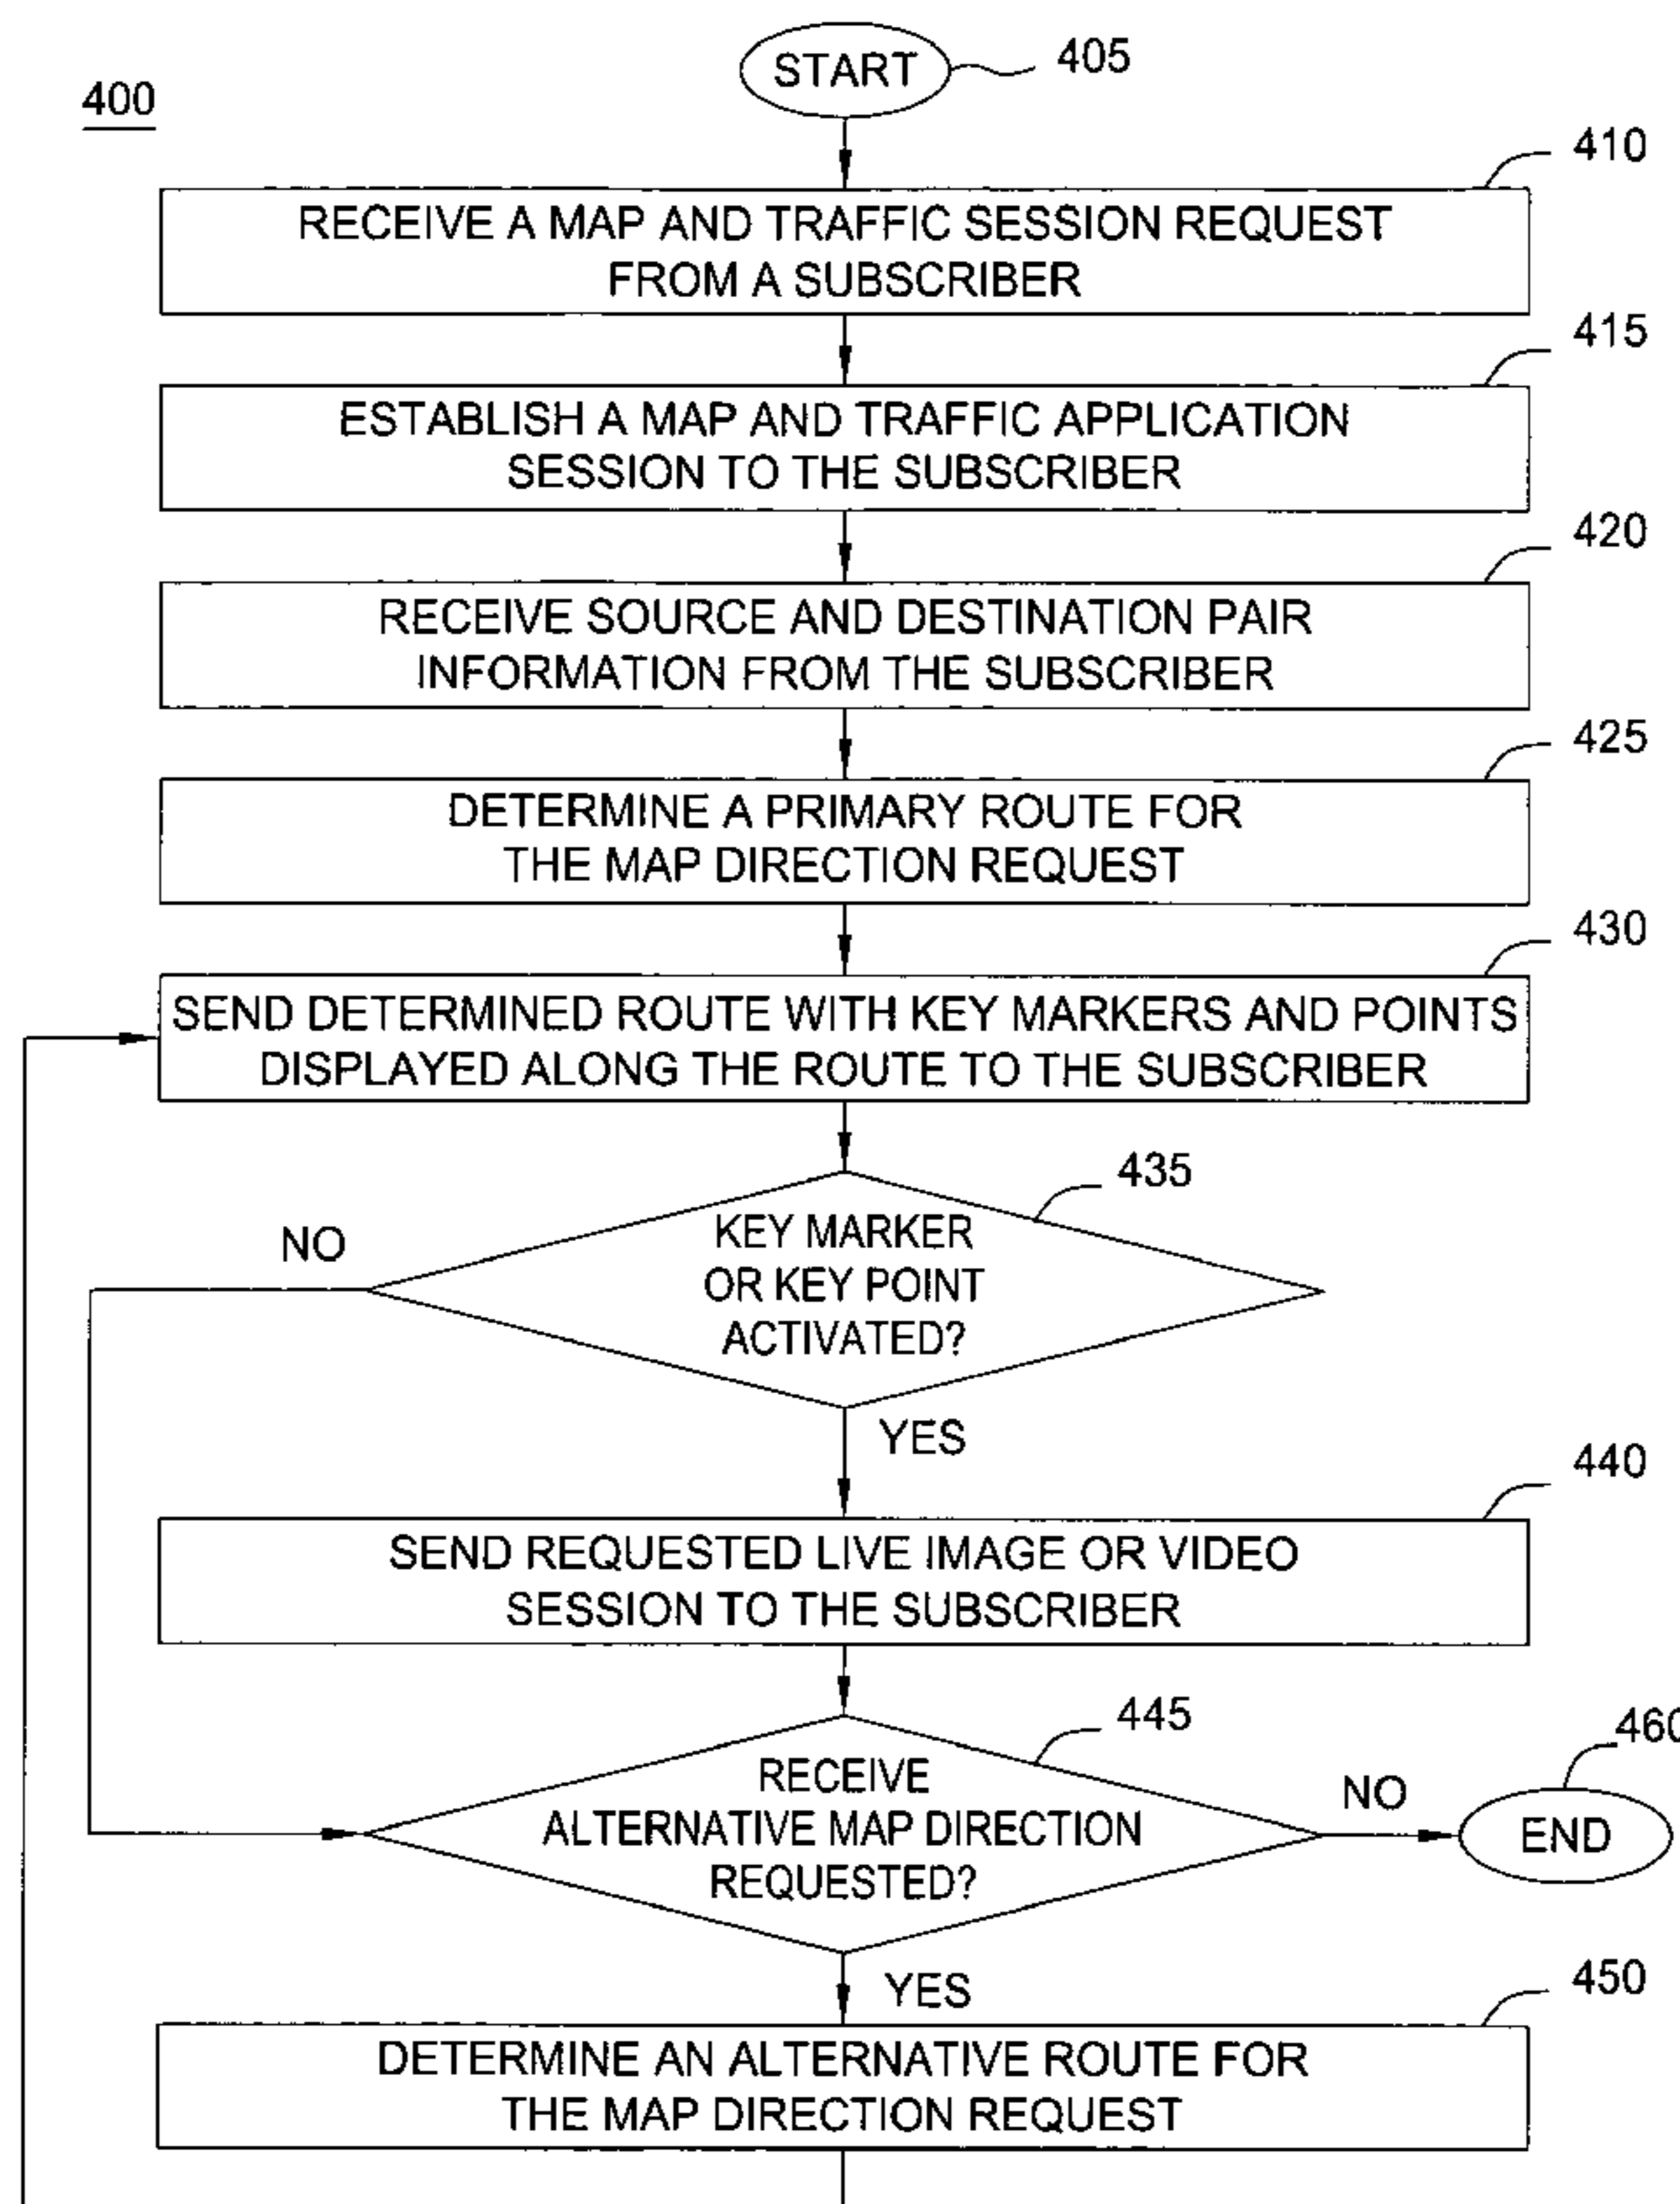 400
START
405
410
RECEIVE A MAP AND TRAFFIC SESSION REQUEST
FROM A SUBSCRIBER
415
ESTABLISH A MAP AND TRAFFIC APPLICATION
SESSION TO THE SUBSCRIBER
420
RECEIVE SOURCE AND DESTINATION PAIR
INFORMATION FROM THE SUBSCRIBER
425
DETERMINE A PRIMARY ROUTE FOR
THE MAP DIRECTION REQUEST
430
SEND DETERMINED ROUTE WITH KEY MARKERS AND POINTS
DISPLAYED ALONG THE ROUTE TO THE SUBSCRIBER
435
KEY MARKER
OR KEY POINT
ACTIVATED?
NO
YES
440
SEND REQUESTED LIVE IMAGE OR VIDEO
SESSION TO THE SUBSCRIBER
445
RECEIVE
ALTERNATIVE MAP DIRECTION
REQUESTED?
NO
460
END
YES
450
DETERMINE AN ALTERNATIVE ROUTE FOR
THE MAP DIRECTION REQUEST